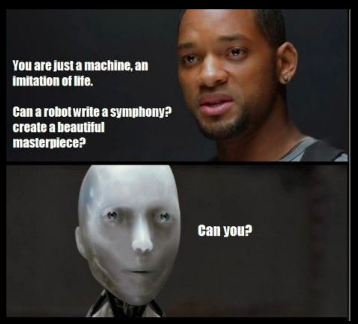 You are just a machine, an
imitation of life.
Can a robot write a symphony?
create a beautiful
masterpiece?
Can you?